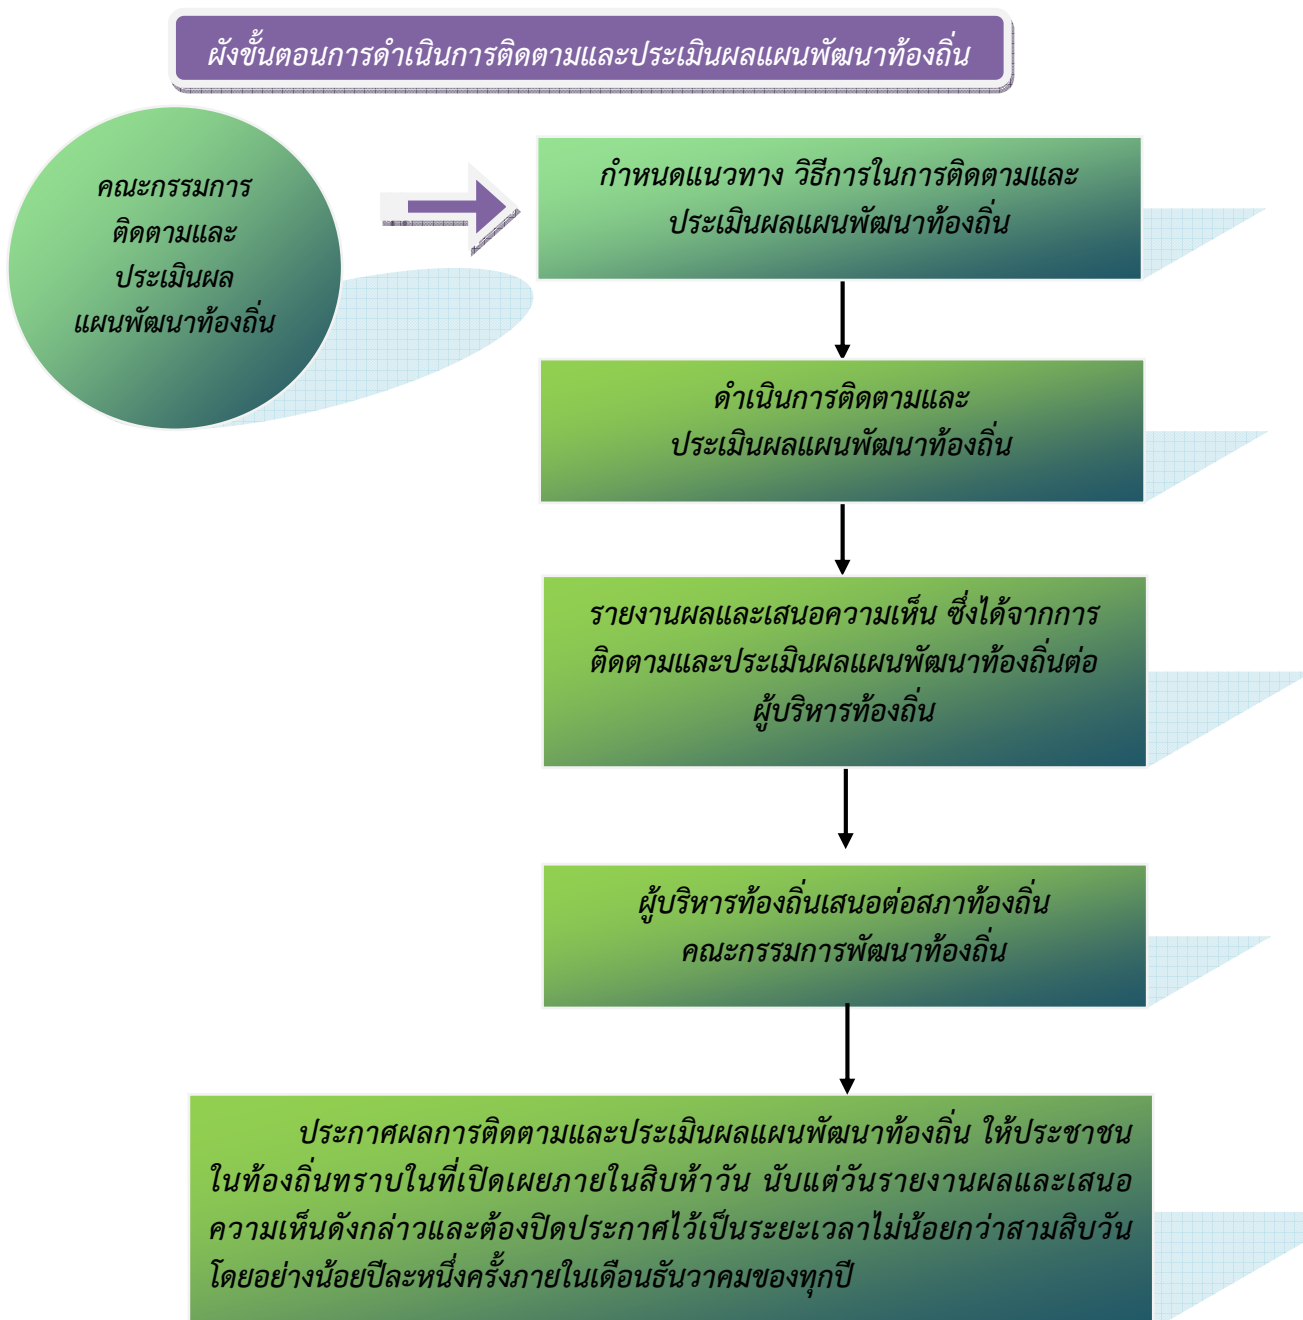 ผังขั้นตอนการดำเนินการติดตามและประเมินผลแผนพัฒนาท้องถิ่น
คณะกรรมการ
ติดตามและ
ประเมินผล
แผนพัฒนาท้องถิ่น
กำหนดแนวทาง วิธีการในการติดตามและ
ประเมินผลแผนพัฒนาท้องถิ่น
ดำเนินการติดตามและ
ประเมินผลแผนพัฒนาท้องถิ่น
รายงานผลและเสนอความเห็น ซึ่งได้จากการ
ติดตามและประเมินผลแผนพัฒนาท้องถิ่นต่อ
ผู้บริหารท้องถิ่น
ผู้บริหารท้องถิ่นเสนอต่อสภาท้องถิ่น
คณะกรรมการพัฒนาท้องถิ่น
ประกาศผลการติดตามและประเมินผลแผนพัฒนาท้องถิ่น ให้ประชาชน
ในท้องถิ่นทราบในที่เปิดเผยภายในสิบห้าวัน นับแต่วันรายงานผลและเสนอ
ความเห็นดังกล่าวและต้องปิดประกาศไว้เป็นระยะเวลาไม่น้อยกว่าสามสิบวัน
โดยอย่างน้อยปีละหนึ่งครั้งภายในเดือนธันวาคมของทุกปี